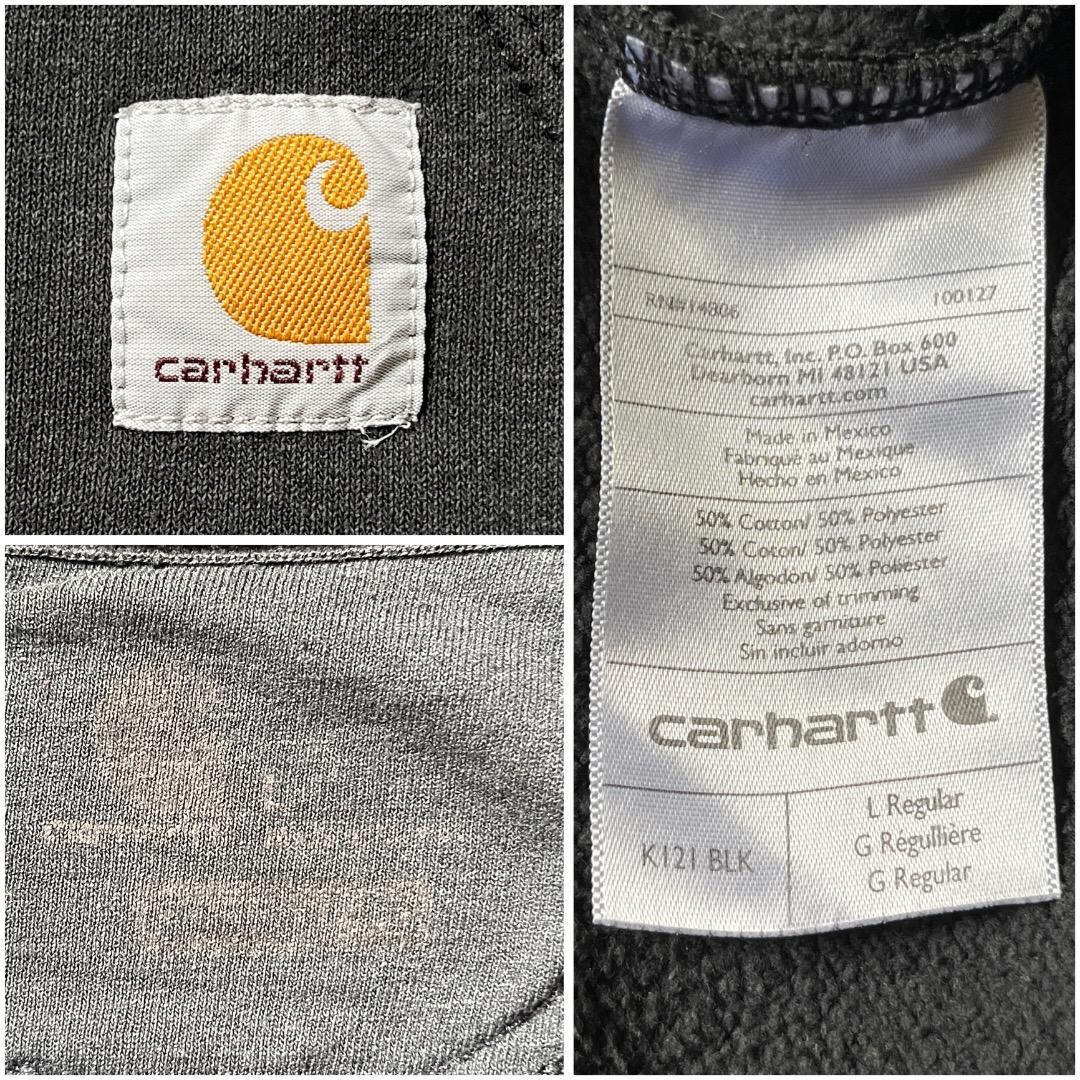 carhartt
RN#14806 100127
Carhartt, Inc. P.O. Box 600
Dearborn MI 48121 USA
carhartt.com
Made in Mexico
Fabriqué au Mexique
Hecho en México
50% Cotton/ 50% Polyester
50% Coton/ 50% Polyester
50% Algodon/ 50% Poliester
Exclusive of trimming
Sans garniture
Sin incluir adorno
carhartt
K121 BLK
L Regular
G Régullière
G Regular